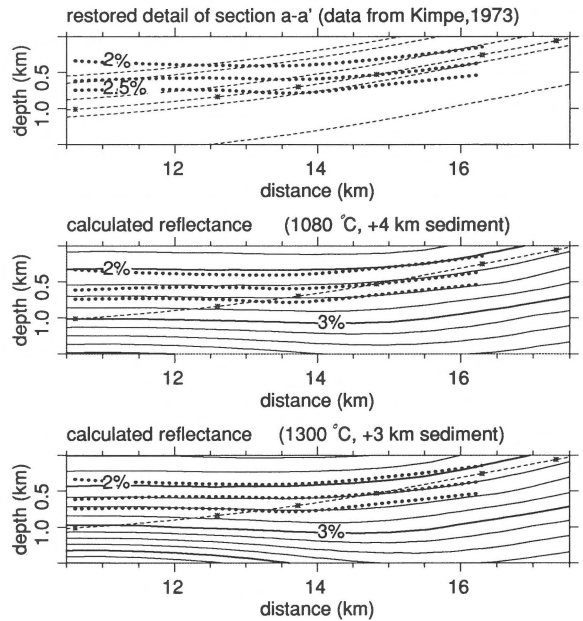 restored detail of section a-a' (data from Kimpe,1973)
depth (km)
0.5
1.0
2%
2.5%
12 14 16
distance (km)
calculated reflectance (1080 °C, +4 km sediment)
depth (km)
0.5
1.0
2%
3%
12 14 16
distance (km)
calculated reflectance (1300 °C, +3 km sediment)
depth (km)
0.5
1.0
2%
3%
12 14 16
distance (km)